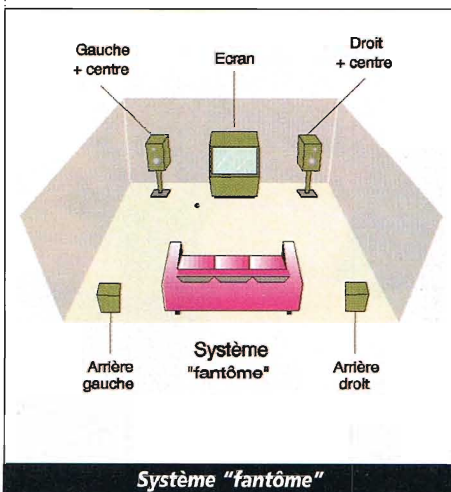 Gauche
+ centre
Ecran
Droit
+ centre
Arrière
gauche
Système
"fantôme"
Arrière
droit
Système "fantôme"